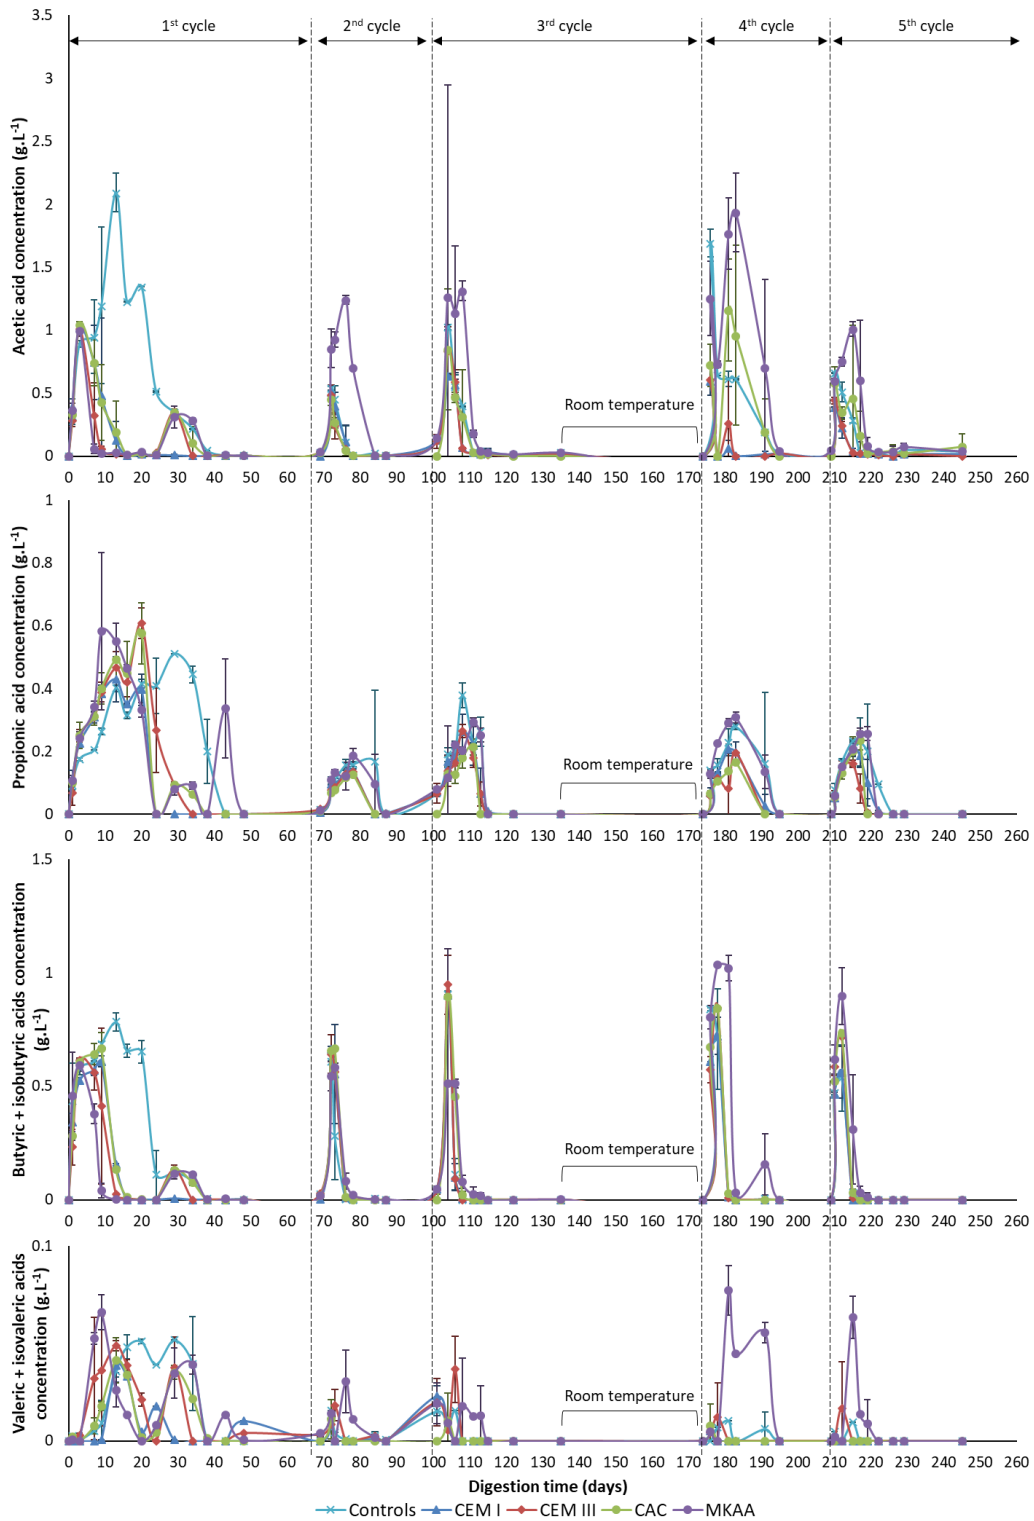 1st cycle 2nd cycle 3rd cycle 4th cycle 5th cycle
Acetic acid concentration (g.L-1)
3.5
3
2.5
2
1.5
1
0.5
0
Room temperature
0 10 20 30 40 50 60 70 80 90 100 110 120 130 140 150 160 170 180 190 200 210 220 230 240 250 260
Propionic acid concentration (g.L-1)
1
0.8
0.6
0.4
0.2
0
Room temperature
0 10 20 30 40 50 60 70 80 90 100 110 120 130 140 150 160 170 180 190 200 210 220 230 240 250 260
Butyric + isobutyric acids concentration
(g.L-1)
1.5
1
0.5
0
Room temperature
0 10 20 30 40 50 60 70 80 90 100 110 120 130 140 150 160 170 180 190 200 210 220 230 240 250 260
Valeric + isovaleric acids
concentration (g.L-1)
0.1
0
Room temperature
0 10 20 30 40 50 60 70 80 90 100 110 120 130 140 150 160 170 180 190 200 210 220 230 240 250 260
Digestion time (days)
Controls CEM I CEM III CAC MKAA